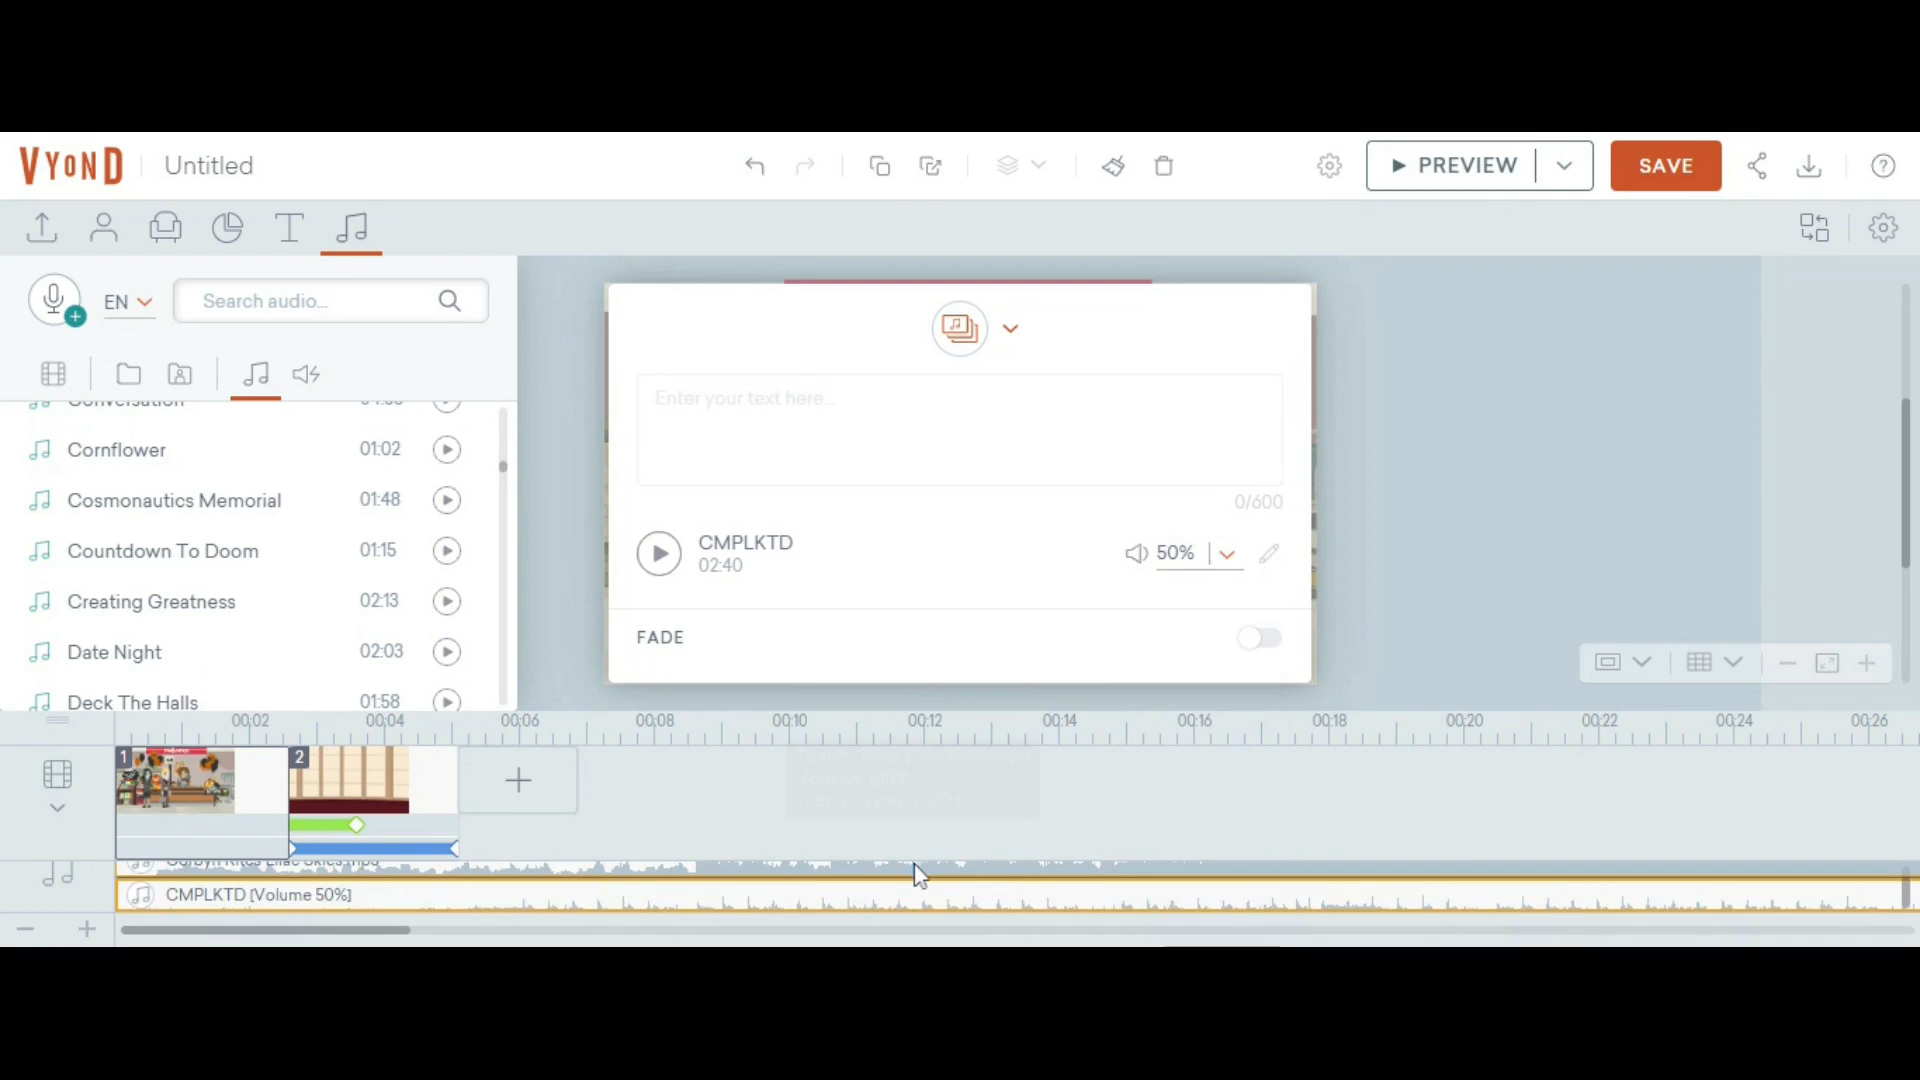 VYOND
Untitled
PREVIEW
SAVE
EN
Search audio...
Conversation
Cornflower 01:02
Cosmonautics Memorial 01:48
Countdown To Doom 01:15
Creating Greatness 02:13
Date Night 02:03
Deck The Halls 01:58
Enter your text here...
0/600
CMPLKTD
02:40
50%
FADE
00:02 00:04 00:06 00:08 00:10 00:12 00:14 00:16 00:18 00:20 00:22 00:24 00:26
1
2
CMPLKTD [Volume 50%]